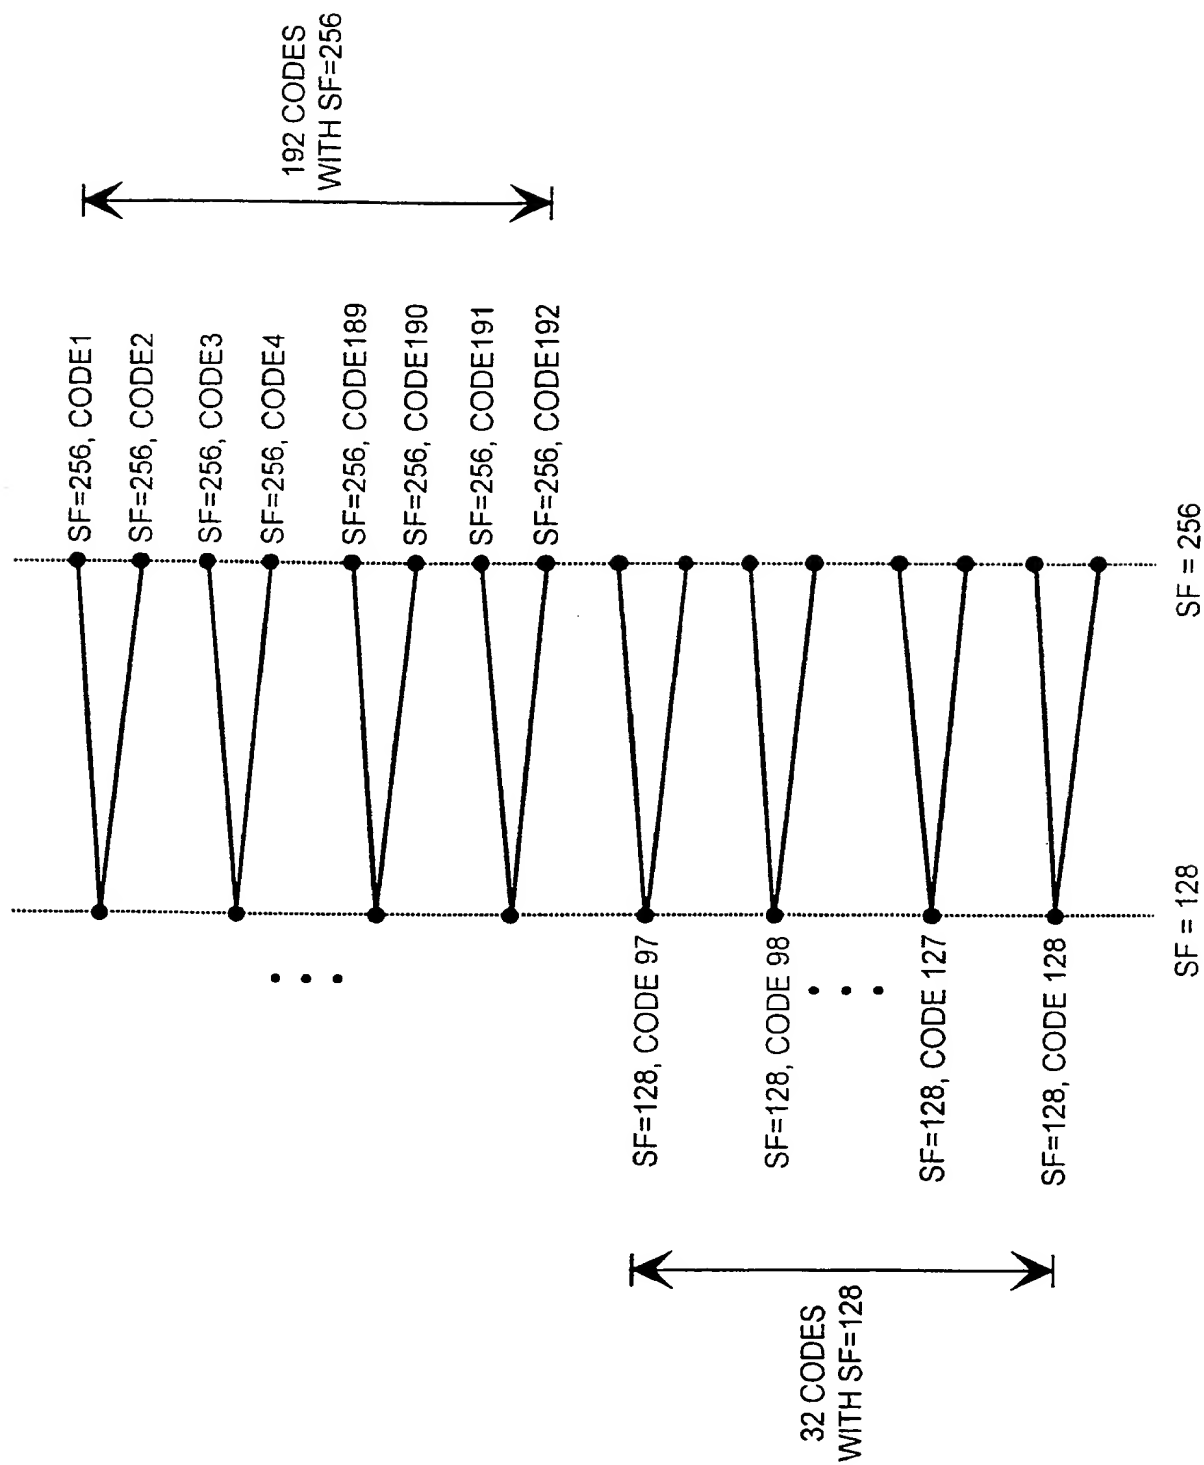 192 CODES
WITH SF=256
SF=256, CODE1
SF=256, CODE2
SF=256, CODE3
SF=256, CODE4
SF=256, CODE189
SF=256, CODE190
SF=256, CODE191
SF=256, CODE192
SF = 256
SF = 128
SF=128, CODE 97
SF=128, CODE 98
SF=128, CODE 127
SF=128, CODE 128
32 CODES
WITH SF=128